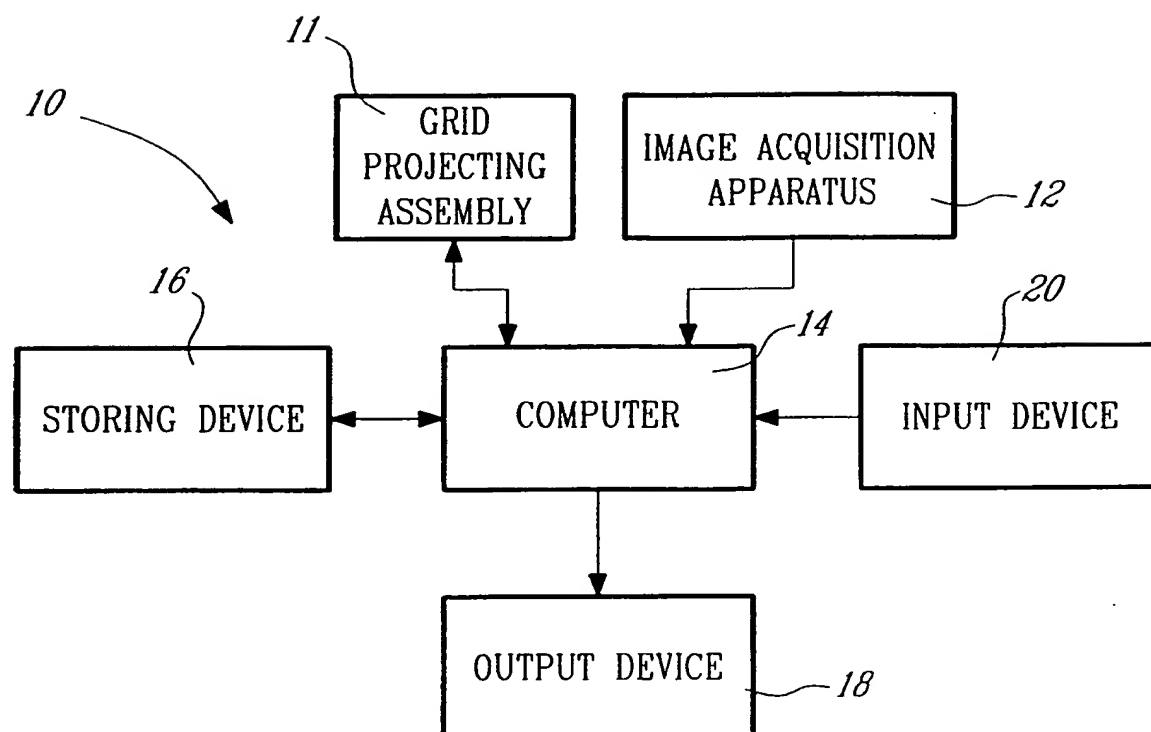 11
10
GRID
PROJECTING
ASSEMBLY
IMAGE ACQUISITION
APPARATUS
12
16
14
20
STORING DEVICE
COMPUTER
INPUT DEVICE
OUTPUT DEVICE
18